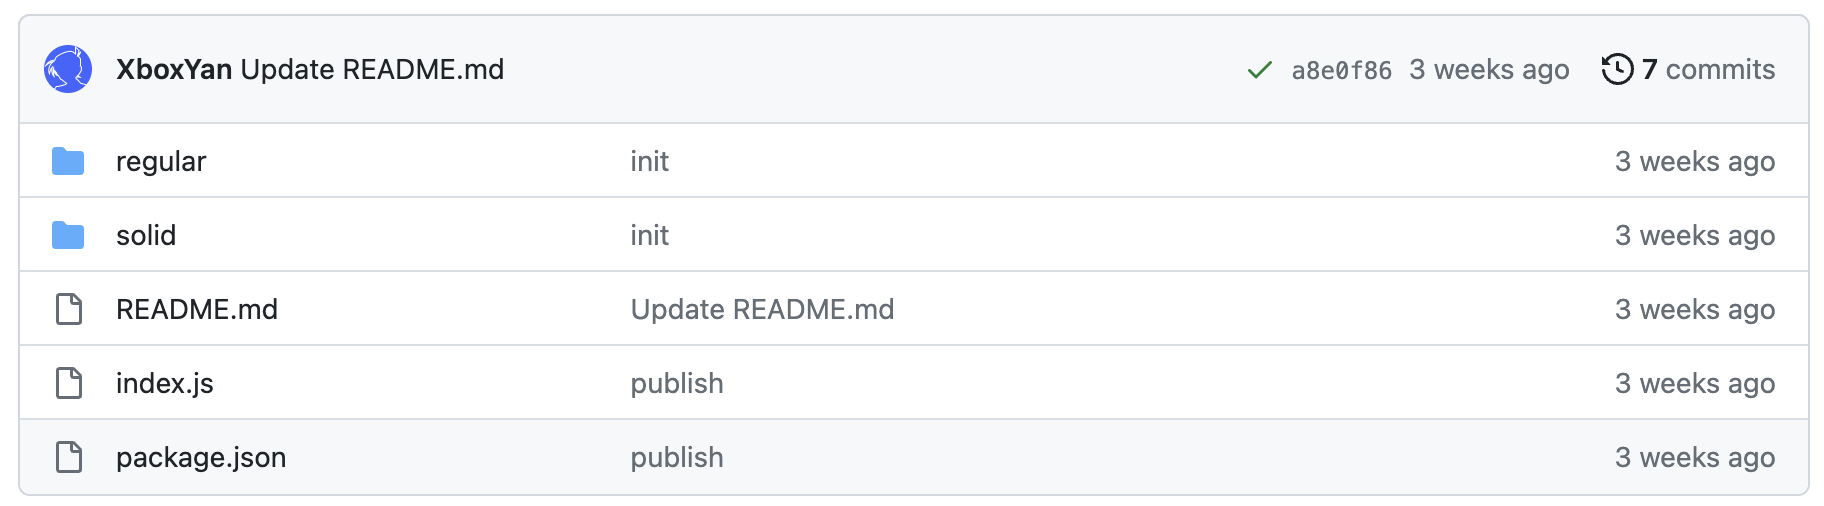 XboxYan Update README.md a8e0f86 3 weeks ago 7 commits
regular init 3 weeks ago
solid init 3 weeks ago
README.md Update README.md 3 weeks ago
index.js publish 3 weeks ago
package.json publish 3 weeks ago